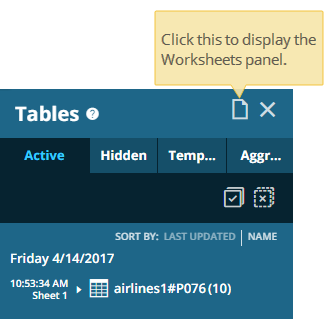 Click this to display the
Worksheets panel.
Tables ?
Active Hidden Temp... Aggr...
SORT BY: LAST UPDATED NAME
Friday 4/14/2017
10:53:34 AM
Sheet 1
airlines1#P076 (10)